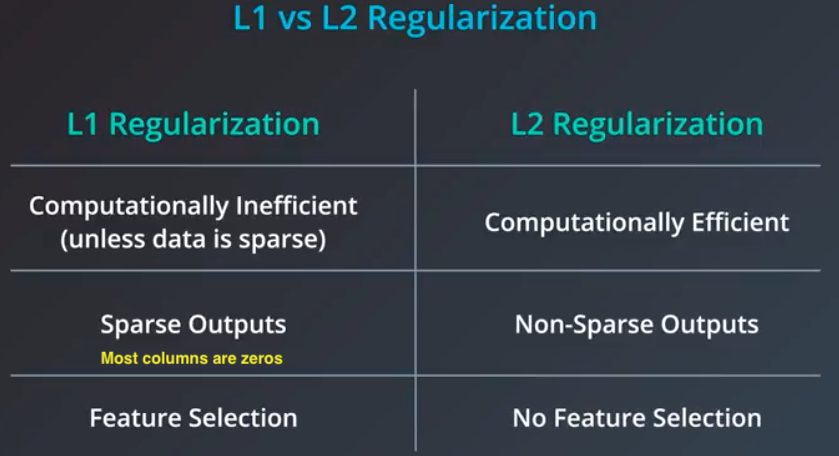 L1 vs L2 Regularization
L1 Regularization
L2 Regularization
Computationally Inefficient
(unless data is sparse)
Computationally Efficient
Sparse Outputs
Most columns are zeros
Non-Sparse Outputs
Feature Selection
No Feature Selection